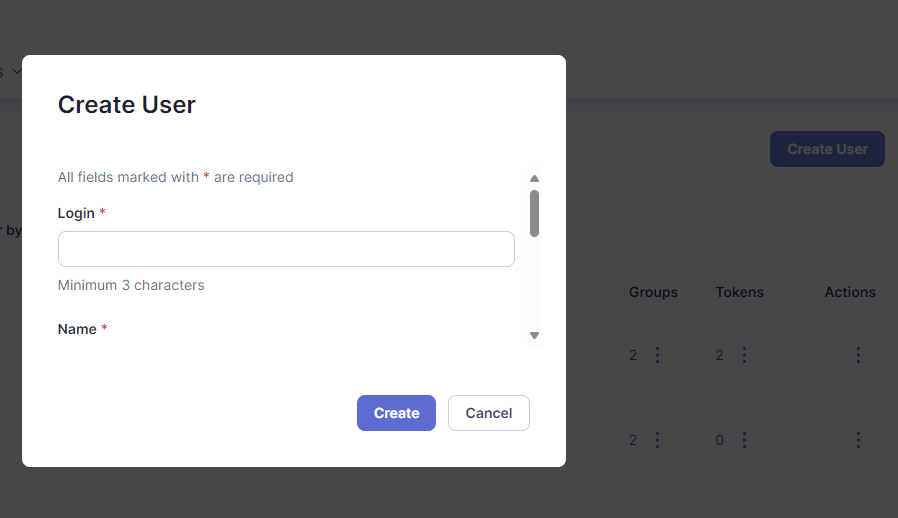 Create User
Create User
All fields marked with * are required
Login *
by
Minimum 3 characters
Groups Tokens Actions
Name *
2 2
Create Cancel
2 0